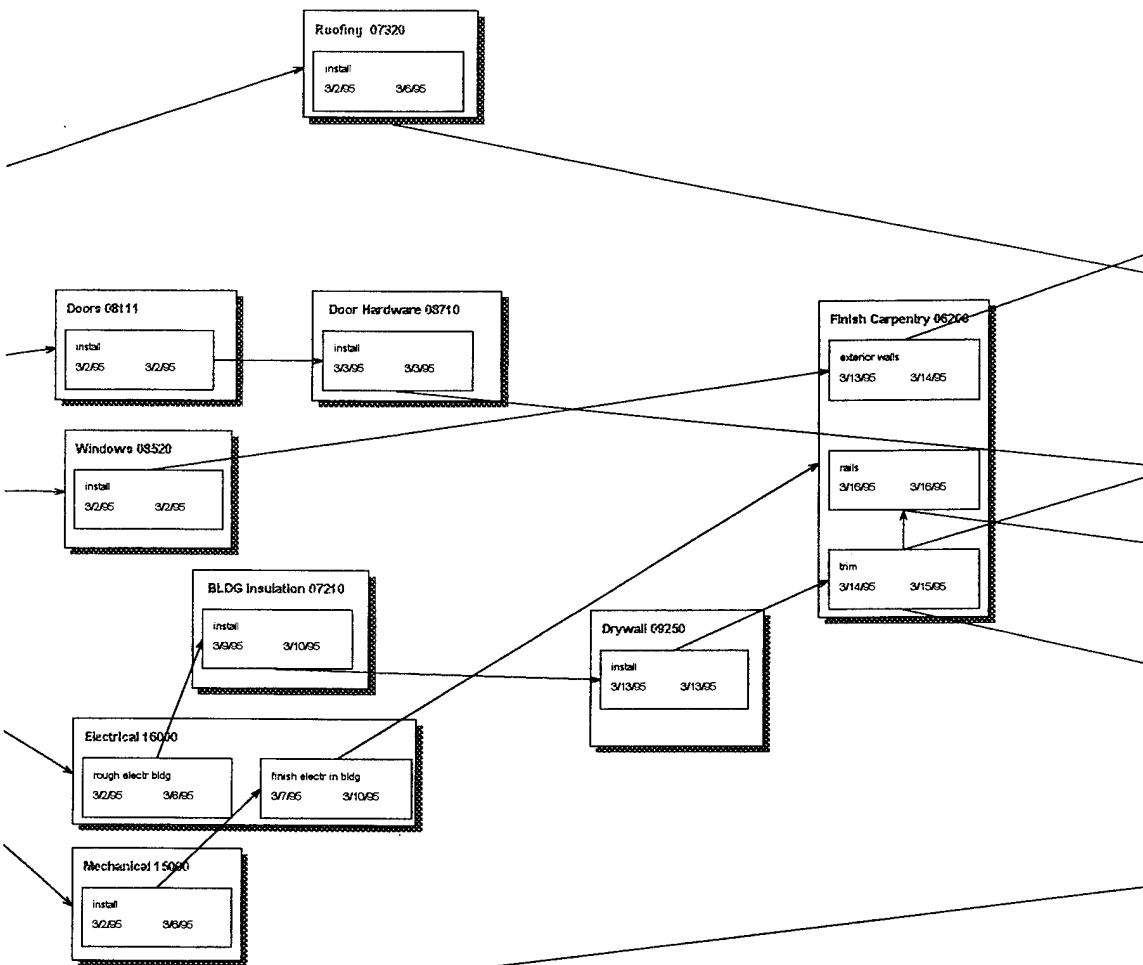 Roofing 07320
install
3/2/95 3/6/95
Doors 08111
install
3/2/95 3/2/95
Door Hardware 08710
install
3/3/95 3/3/95
Finish Carpentry 06200
exterior walls
3/13/95 3/14/95
rails
3/16/95 3/16/95
trim
3/14/95 3/15/95
Windows 08520
install
3/2/95 3/2/95
BLDG Insulation 07210
install
3/9/95 3/10/95
Drywall 09250
install
3/13/95 3/13/95
Electrical 16000
rough electr bldg
3/2/95 3/8/95
finish electr in bldg
3/7/95 3/10/95
Mechanical 15000
install
3/2/95 3/6/95